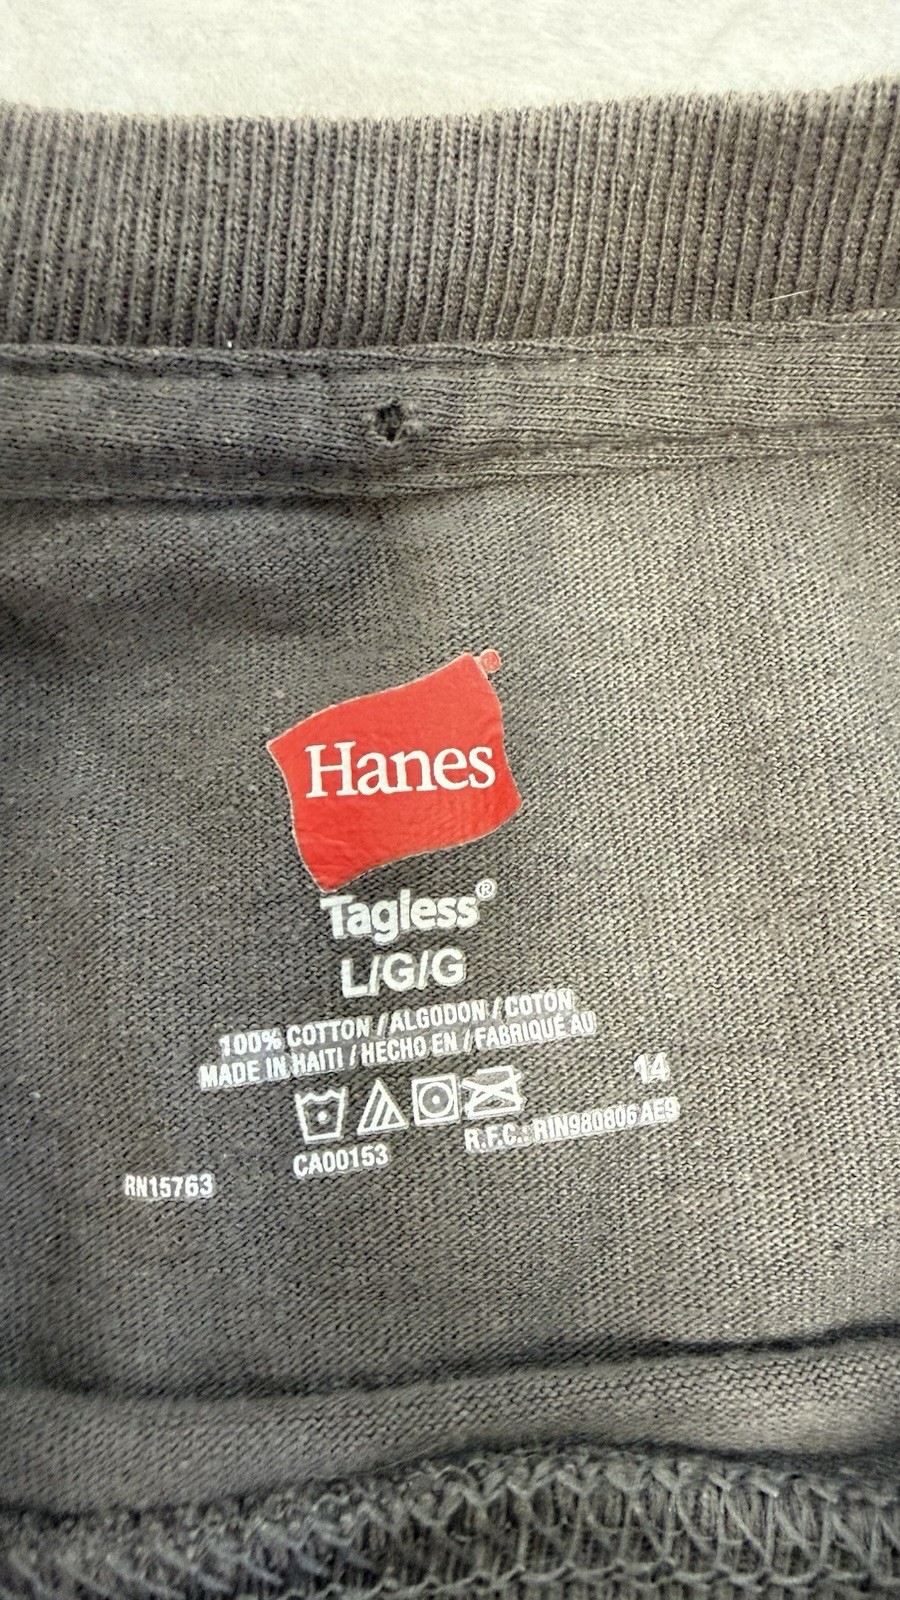 Hanes®
Tagless®
L/G/G
100% COTTON / ALGODON / COTON
MADE IN HAITI / HECHO EN / FABRIQUÉ AU
14
R.F.C.: RIN980806 AE9
CA00153
RN15763